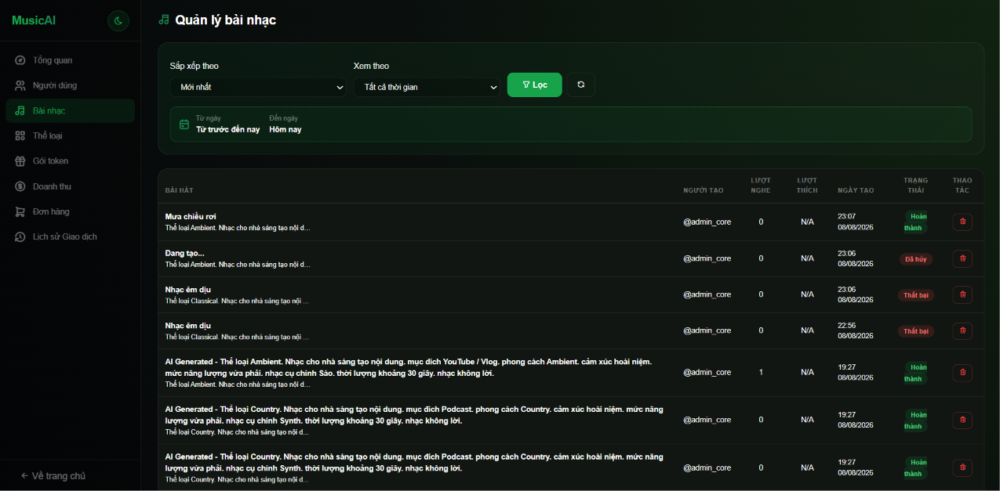 MusicAI
Tổng quan
Người dùng
Bài nhạc
Thể loại
Gói token
Doanh thu
Đơn hàng
Lịch sử Giao dịch
← Về trang chủ
Quản lý bài nhạc
Sắp xếp theo
Xem theo
Mới nhất
Tất cả thời gian
Lọc
Từ ngày
Đến ngày
Từ trước đến nay
Hôm nay
BÀI HÁT
NGƯỜI TẠO
LƯỢT
NGHE
LƯỢT
THÍCH
NGÀY TẠO
TRẠNG
THÁI
THAO
TÁC
Mưa chiều rơi
Thể loại Ambient. Nhạc cho nhà sáng tạo nội d...
@admin_core
0
N/A
23:07
08/08/2026
Hoàn
thành
Đang tạo...
Thể loại Ambient. Nhạc cho nhà sáng tạo nội d...
@admin_core
0
N/A
23:06
08/08/2026
Đã hủy
Nhạc êm dịu
Thể loại Classical. Nhạc cho nhà sáng tạo nội ...
@admin_core
0
N/A
23:06
08/08/2026
Thất bại
Nhạc êm dịu
Thể loại Classical. Nhạc cho nhà sáng tạo nội ...
@admin_core
0
N/A
22:56
08/08/2026
Thất bại
AI Generated - Thể loại Ambient. Nhạc cho nhà sáng tạo nội dung. mục đích YouTube / Vlog. phong cách Ambient. cảm xúc hoài niệm.
mức năng lượng vừa phải. nhạc cụ chính Sáo. thời lượng khoảng 30 giây. nhạc không lời.
Thể loại Ambient. Nhạc cho nhà sáng tạo nội d...
@admin_core
1
N/A
19:27
08/08/2026
Hoàn
thành
AI Generated - Thể loại Country. Nhạc cho nhà sáng tạo nội dung. mục đích Podcast. phong cách Country. cảm xúc hoài niệm. mức năng
lượng vừa phải. nhạc cụ chính Synth. thời lượng khoảng 30 giây. nhạc không lời.
Thể loại Country. Nhạc cho nhà sáng tạo nội d...
@admin_core
0
N/A
19:27
08/08/2026
Hoàn
thành
AI Generated - Thể loại Country. Nhạc cho nhà sáng tạo nội dung. mục đích Podcast. phong cách Country. cảm xúc hoài niệm. mức năng
lượng vừa phải. nhạc cụ chính Synth. thời lượng khoảng 30 giây. nhạc không lời.
Thể loại Country. Nhạc cho nhà sáng tạo nội d...
@admin_core
0
N/A
19:27
08/08/2026
Hoàn
thành